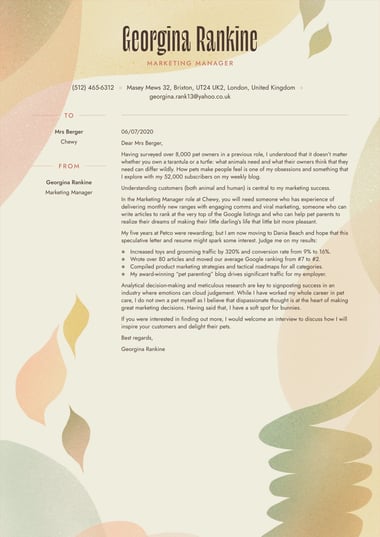 Georgina Rankine
MARKETING MANAGER
(512) 465-6312 Masey Mews 32, Brixton, UT24 UK2, London, United Kingdom
georgina.rank13@yahoo.co.uk
TO
Mrs Berger
Chewy
FROM
Georgina Rankine
Marketing Manager
06/07/2020
Dear Mrs Berger,
Having surveyed over 8,000 pet owners in a previous role, I understood that it doesn't matter
whether you own a tarantula or a turtle: what animals need and what their owners think that they
need can differ wildly. How pets make people feel is one of my obsessions and something that
I explore with my 52,000 subscribers on my weekly blog.
Understanding customers (both animal and human) is central to my marketing success.
In the Marketing Manager role at Chewy, you will need someone who has experience of
delivering monthly new ranges with engaging comms and viral marketing, someone who can
write articles to rank at the very top of the Google listings and who can help pet parents to
realize their dreams of making their little darling's life that little bit more pleasant.
My five years at Petco were rewarding; but I am now moving to Dania Beach and hope that this
speculative letter and resume might spark some interest. Judge me on my results:
Increased toys and grooming traffic by 320% and conversion rate from 9% to 16%.
Wrote over 80 articles and moved our average Google ranking from #7 to #2.
Compiled product marketing strategies and tactical roadmaps for all categories.
My award-winning "pet parenting" blog drives significant traffic for my employer.
Analytical decision-making and meticulous research are key to signposting success in an
industry where emotions can cloud judgement. While I have worked my whole career in pet
care, I do not own a pet myself as I believe that dispassionate thought is at the heart of making
great marketing decisions. Having said that, I have a soft spot for bunnies.
If you were interested in finding out more, I would welcome an interview to discuss how I will
inspire your customers and delight their pets.
Best regards,
Georgina Rankine